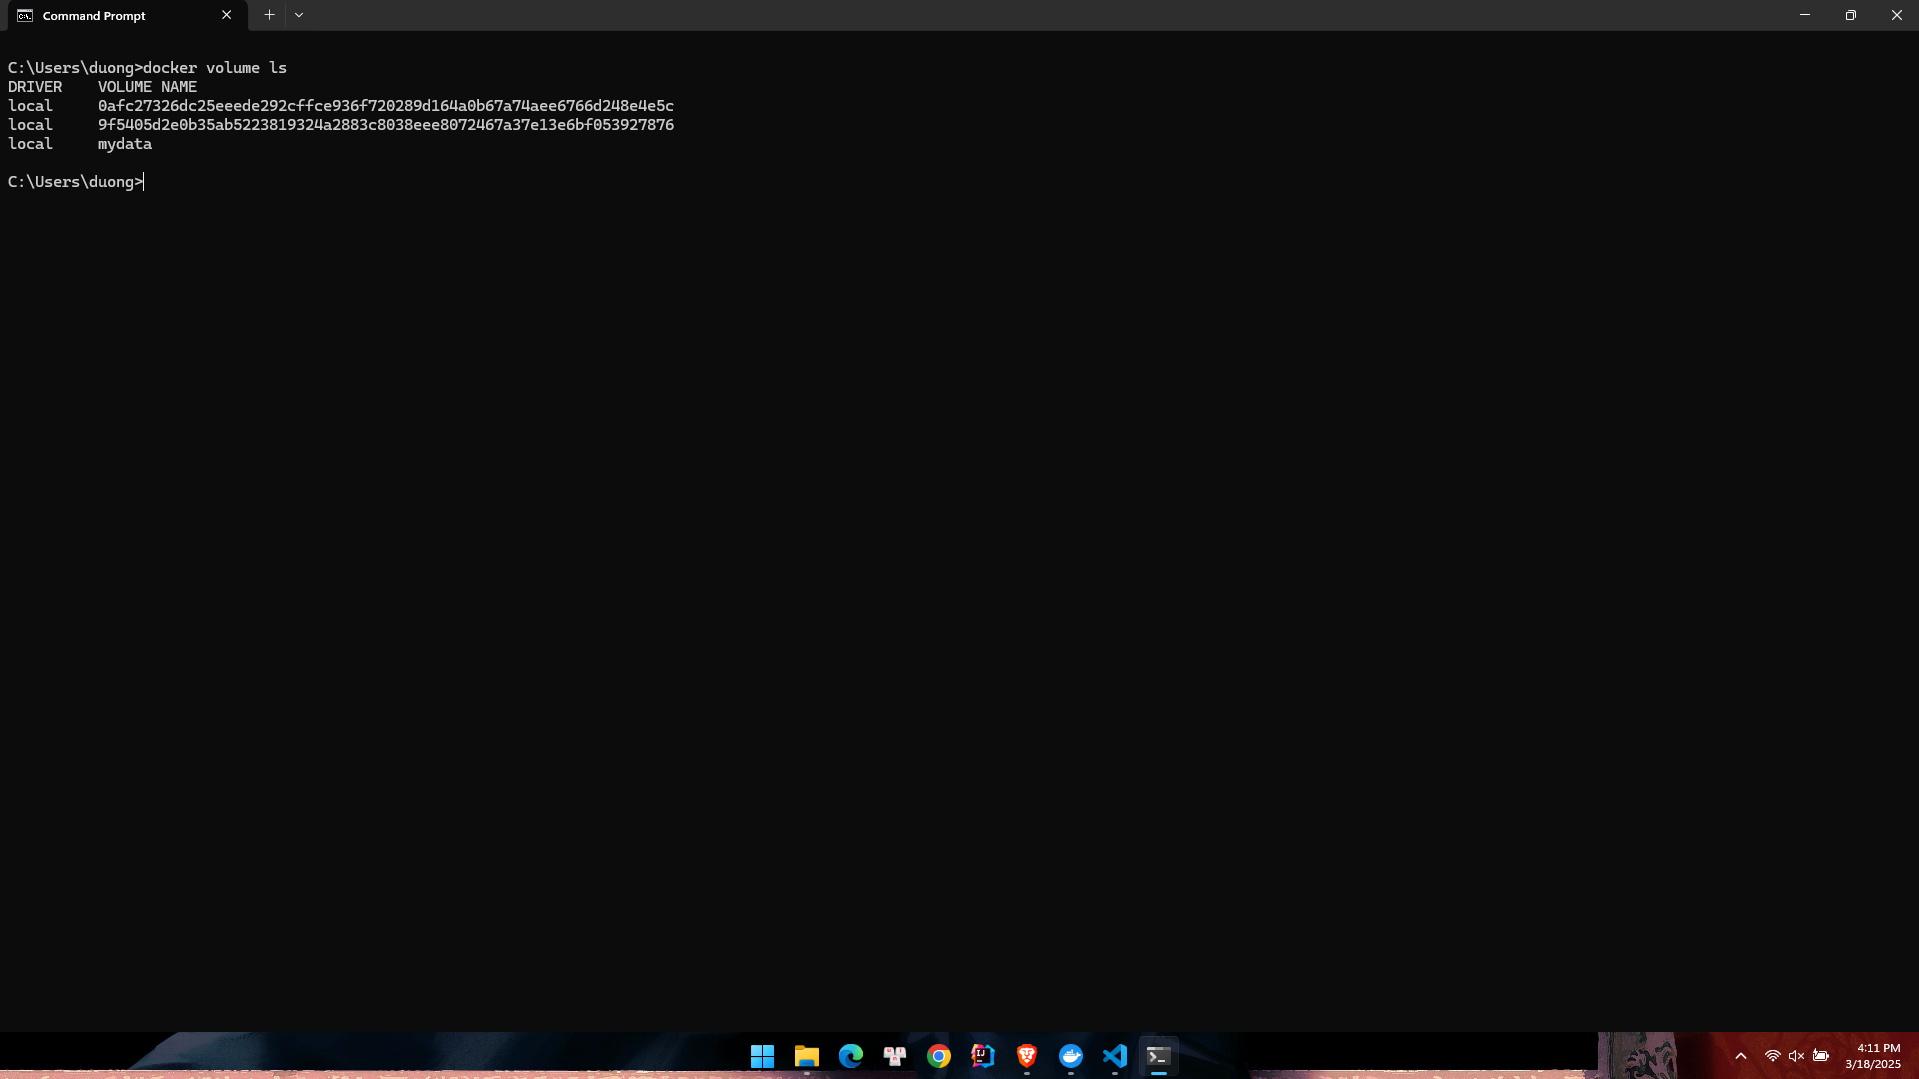 Command Prompt
C:\Users\duong>docker volume ls
DRIVER    VOLUME NAME
local     0afc27326dc25eeede292cffce936f720289d164a0b67a74aee6766d248e4e5c
local     9f5405d2e0b35ab5223819324a2883c8038eee8072467a37e13e6bf053927876
local     mydata
C:\Users\duong>
4:11 PM
3/18/2025